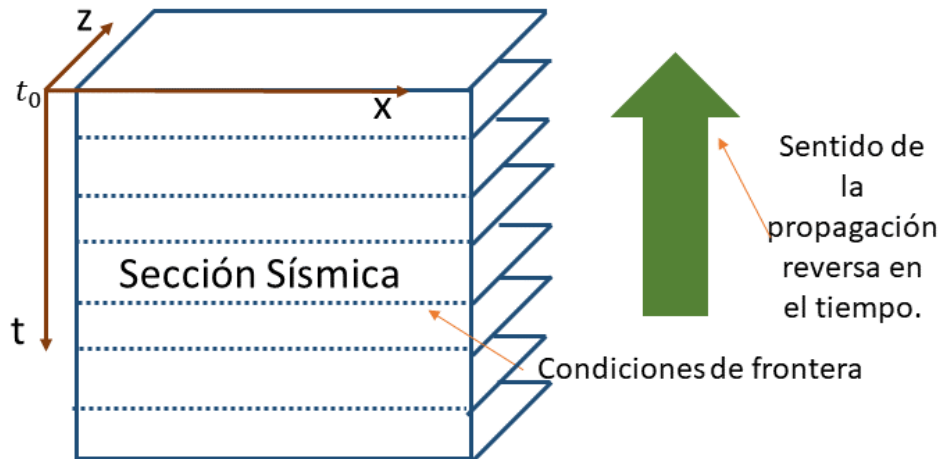 z
t₀
x
Sección Sísmica
t
Sentido de
la
propagación
reversa en
el tiempo.
Condiciones de frontera